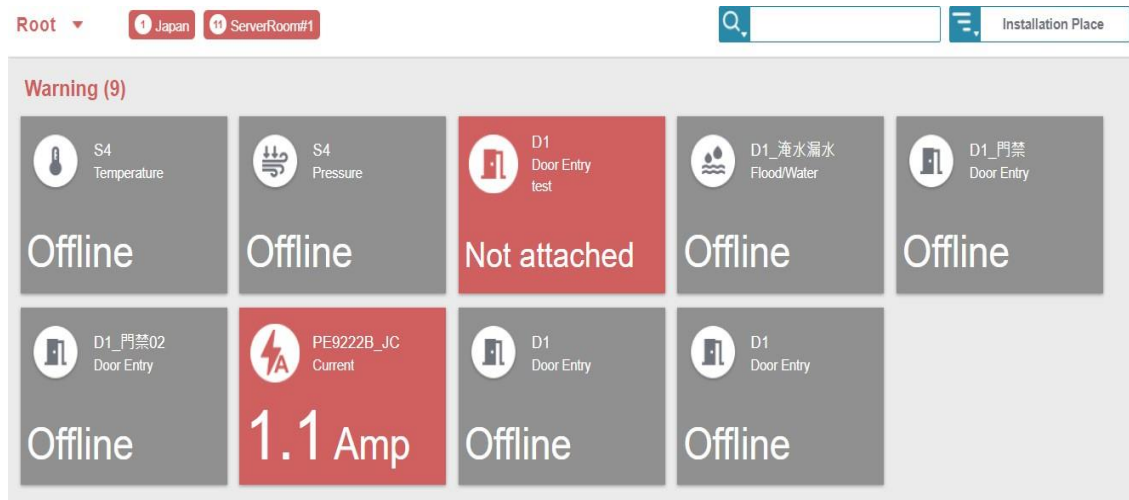 Root
1 Japan
11 ServerRoom#1
Installation Place
Warning (9)
S4
Temperature
Offline
S4
Pressure
Offline
D1
Door Entry
test
Not attached
D1_淹水漏水
Flood/Water
Offline
D1_門禁
Door Entry
Offline
D1_門禁02
Door Entry
Offline
A
PE9222B_JC
Current
1.1 Amp
D1
Door Entry
Offline
D1
Door Entry
Offline